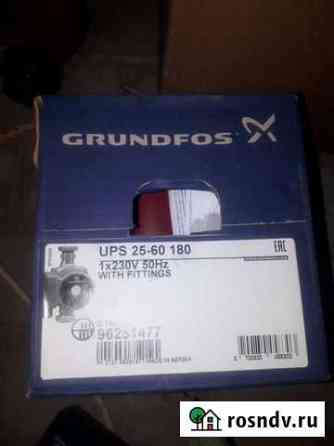 GRUNDFOS
UPS 25-60 180
1x230V 50Hz
WITH FITTINGS
96281477
EAC
rosndv.ru